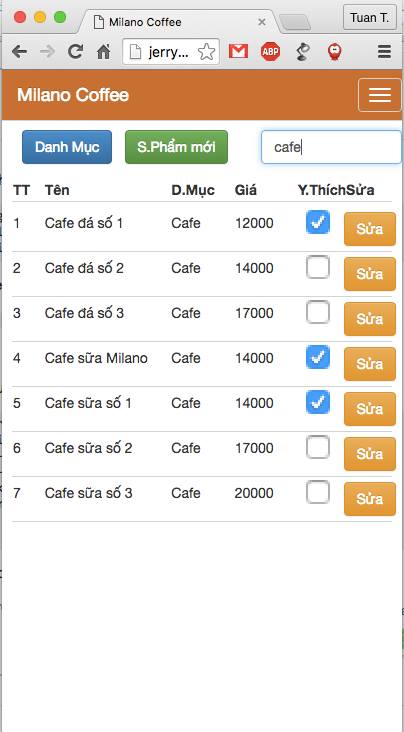 Milano Coffee
Tuan T.
jerry
ABP
Milano Coffee
Danh Mục S.Phẩm mới cafe
TT Tên D.Mục Giá Y.ThíchSửa
1 Cafe đá số 1 Cafe 12000 Sửa
2 Cafe đá số 2 Cafe 14000 Sửa
3 Cafe đá số 3 Cafe 17000 Sửa
4 Cafe sữa Milano Cafe 14000 Sửa
5 Cafe sữa số 1 Cafe 14000 Sửa
6 Cafe sữa số 2 Cafe 17000 Sửa
7 Cafe sữa số 3 Cafe 20000 Sửa